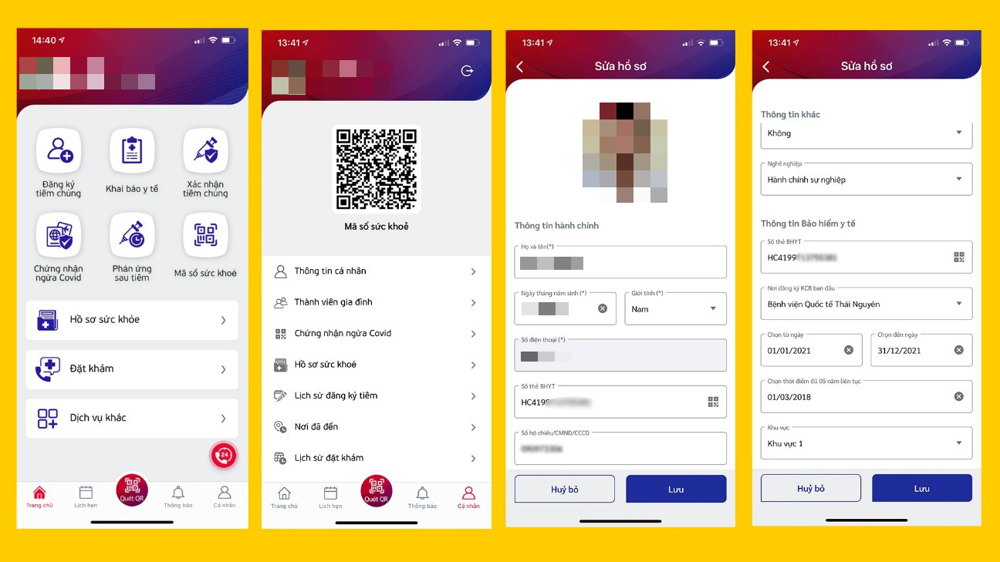 14:40
Đăng ký
tiêm chủng
Khai báo y tế
Xác nhận
tiêm chủng
Chứng nhận
ngừa Covid
Phản ứng
sau tiêm
Mã số sức khoẻ
Hồ sơ sức khỏe
Đặt khám
Dịch vụ khác
24
Trang chủ
Lịch hẹn
Quét QR
Thông báo
Cá nhân
13:41
Mã số sức khoẻ
Thông tin cá nhân
Thành viên gia đình
Chứng nhận ngừa Covid
Hồ sơ sức khoẻ
Lịch sử đăng ký tiêm
Nơi đã đến
Lịch sử đặt khám
Trang chủ
Lịch hẹn
Quét QR
Thông báo
Cá nhân
13:41
Sửa hồ sơ
Thông tin hành chính
Họ và tên(*)
Ngày tháng năm sinh (*)
Giới tính (*)
Nam
Số điện thoại (*)
Số thẻ BHYT
HC419
Số hộ chiếu/CMND/CCCD
Huỷ bỏ
Lưu
13:41
Sửa hồ sơ
Thông tin khác
Không
Nghề nghiệp
Hành chính sự nghiệp
Thông tin Bảo hiểm y tế
Số thẻ BHYT
HC4199
Nơi đăng ký KCB ban đầu
Bệnh viện Quốc tế Thái Nguyên
Chọn từ ngày
01/01/2021
Chọn đến ngày
31/12/2021
Chọn thời điểm đủ 05 năm liên tục
01/03/2018
Khu vực
Khu vực 1
Huỷ bỏ
Lưu